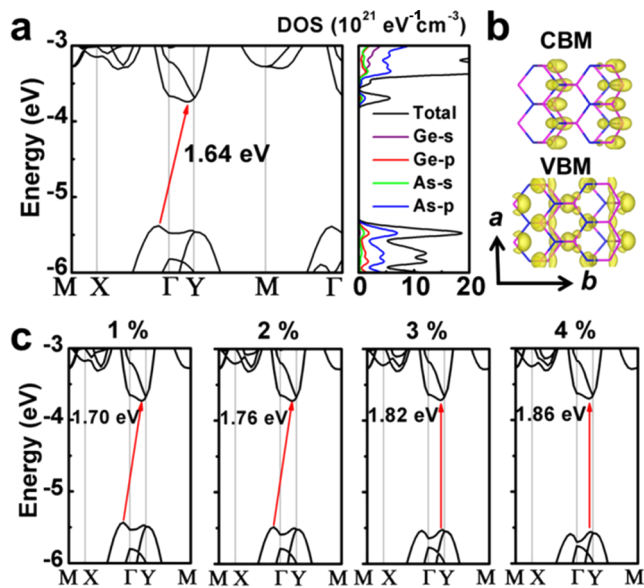 a
DOS (10²¹ eV⁻¹cm⁻³)
b
Energy (eV)
-3
-4
-5
-6
1.64 eV
M X Γ Y M Γ
Total
Ge-s
Ge-p
As-s
As-p
0 10 20
CBM
VBM
a
b
c
1 % 2 % 3 % 4 %
Energy (eV)
-3
-4
-5
-6
1.70 eV 1.76 eV 1.82 eV 1.86 eV
M X Γ Y M M X Γ Y M M X Γ Y M M X Γ Y M